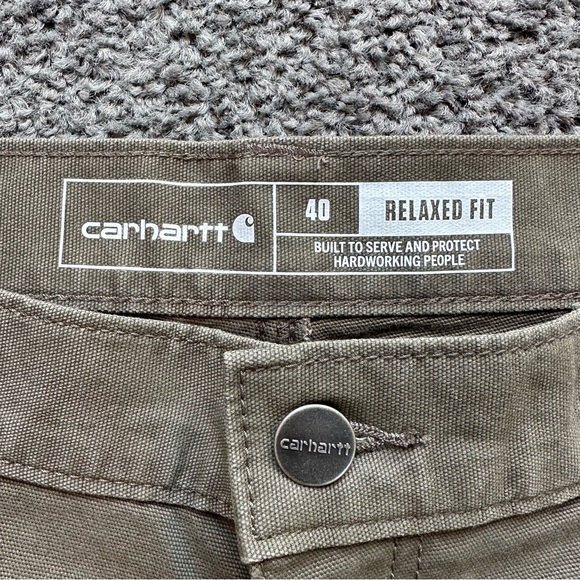 carhartt
40
RELAXED FIT
BUILT TO SERVE AND PROTECT
HARDWORKING PEOPLE
carhartt